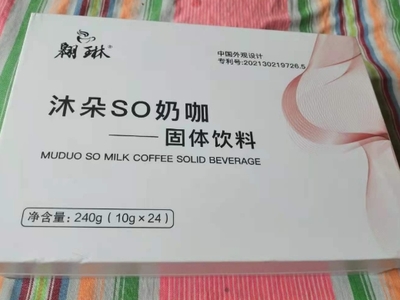 翱琳®
中国外观设计
专利号:202130219726.5
沐朵SO奶咖
——固体饮料
MUDUO SO MILK COFFEE SOLID BEVERAGE
净含量:240g(10g×24)